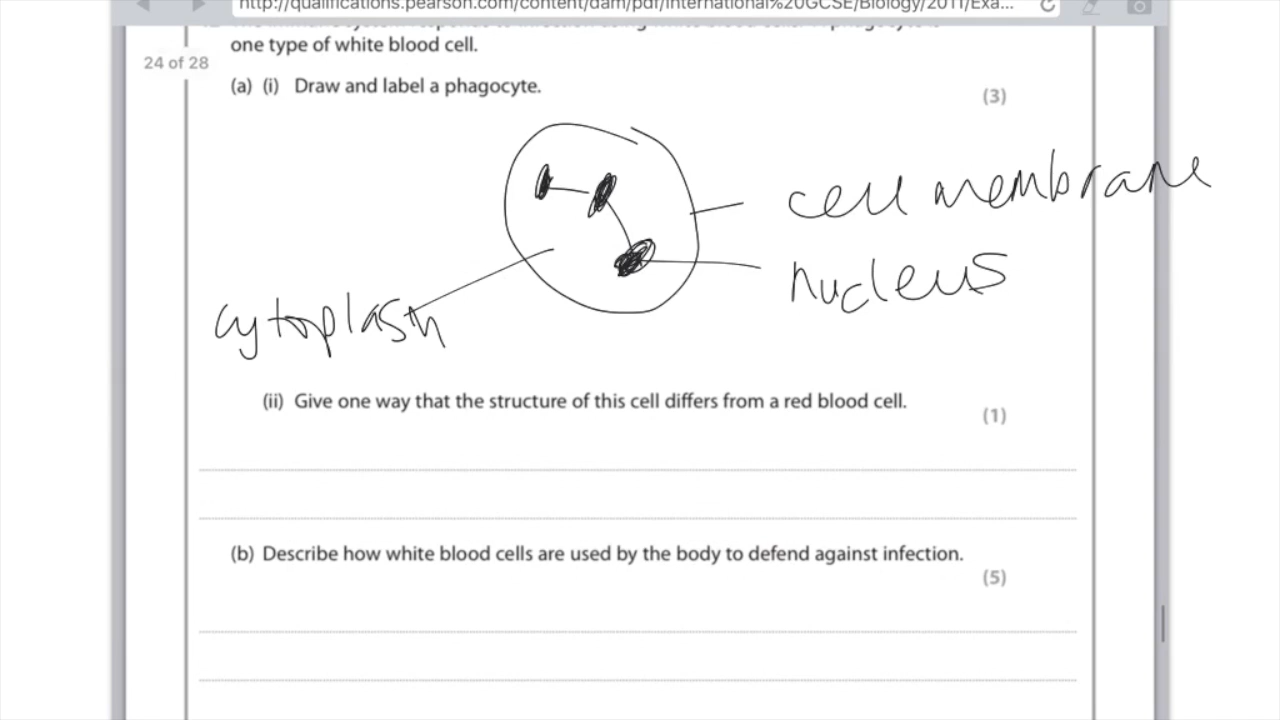 http://qualifications.pearson.com/content/dam/pdf/International%20GCSE/Biology/2011/Exa...
one type of white blood cell.
24 of 28
(a) (i) Draw and label a phagocyte.
(3)
cell membrane
nucleus
cytoplasm
(ii) Give one way that the structure of this cell differs from a red blood cell.
(1)
(b) Describe how white blood cells are used by the body to defend against infection.
(5)